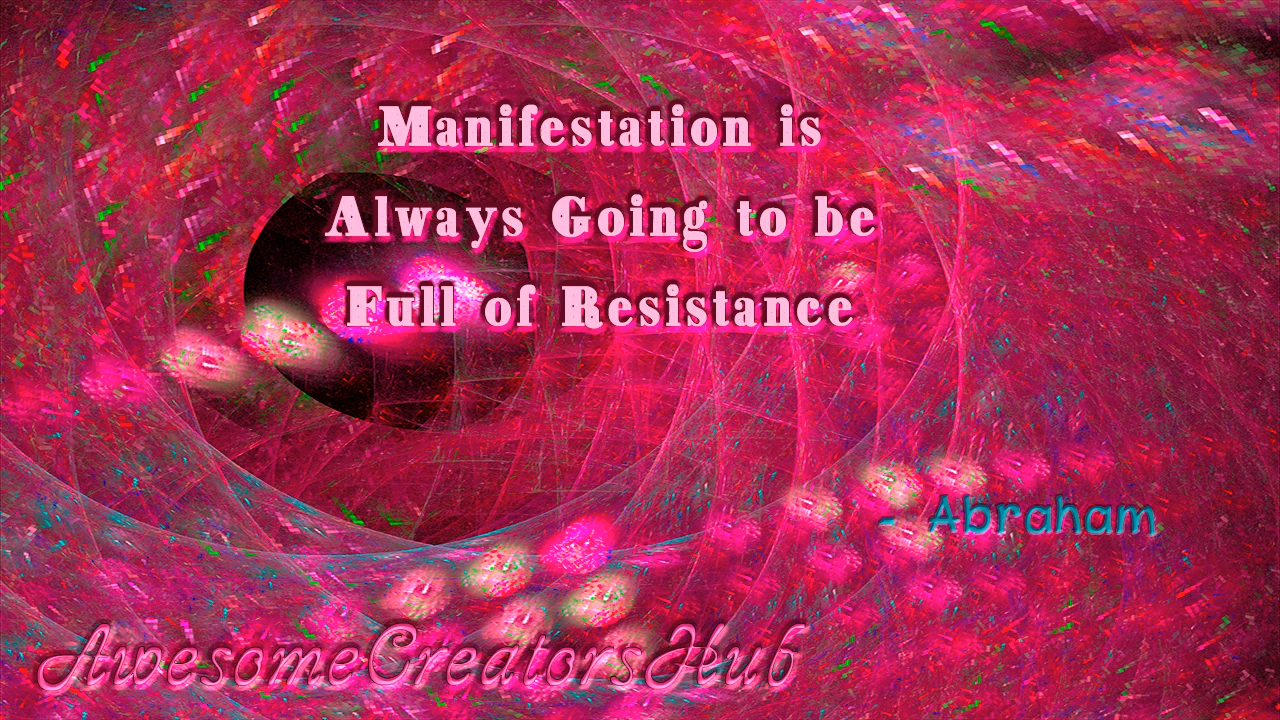 Manifestation is
Always Going to be
Full of Resistance
- Abraham
AwesomeCreatorsHub